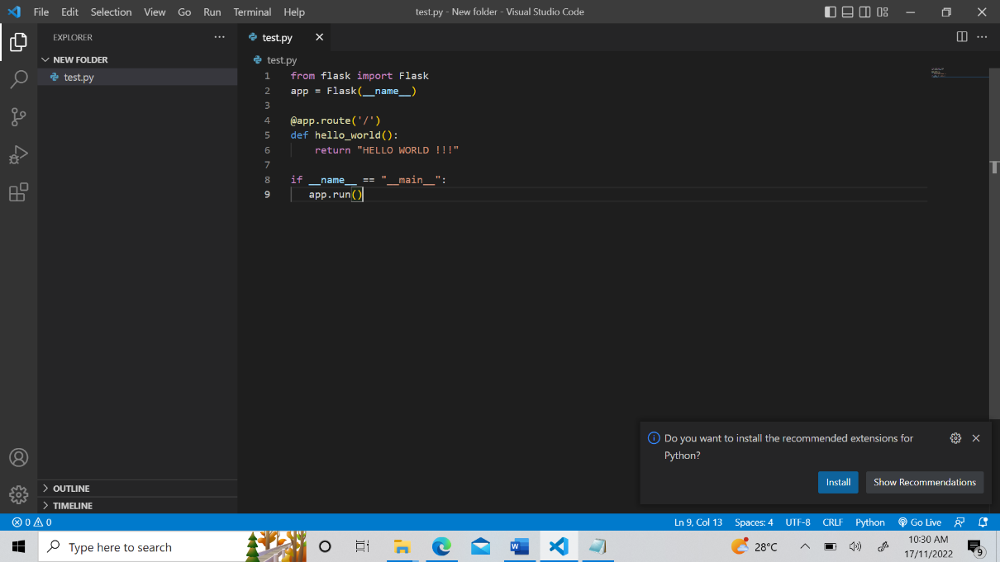 File Edit Selection View Go Run Terminal Help
test.py - New folder - Visual Studio Code
EXPLORER
NEW FOLDER
test.py
OUTLINE
TIMELINE
test.py
test.py
1 from flask import Flask
2 app = Flask(__name__)
3
4 @app.route('/')
5 def hello_world():
6     return "HELLO WORLD !!!"
7
8 if __name__ == "__main__":
9    app.run()
Do you want to install the recommended extensions for
Python?
Install Show Recommendations
0 0 Ln 9, Col 13 Spaces: 4 UTF-8 CRLF Python Go Live
Type here to search
28°C
10:30 AM
17/11/2022
9